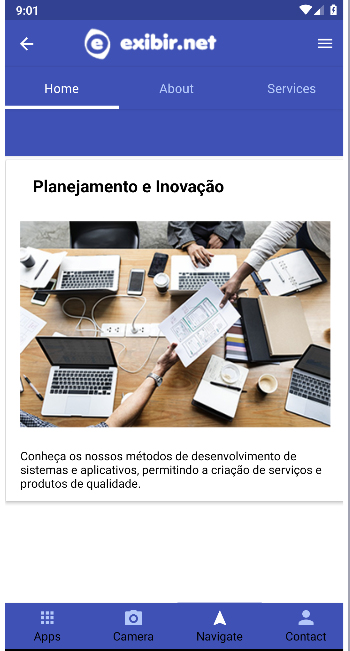 9:01
exibir.net
Home About Services
Planejamento e Inovação
Conheça os nossos métodos de desenvolvimento de
sistemas e aplicativos, permitindo a criação de serviços e
produtos de qualidade.
Apps Camera Navigate Contact